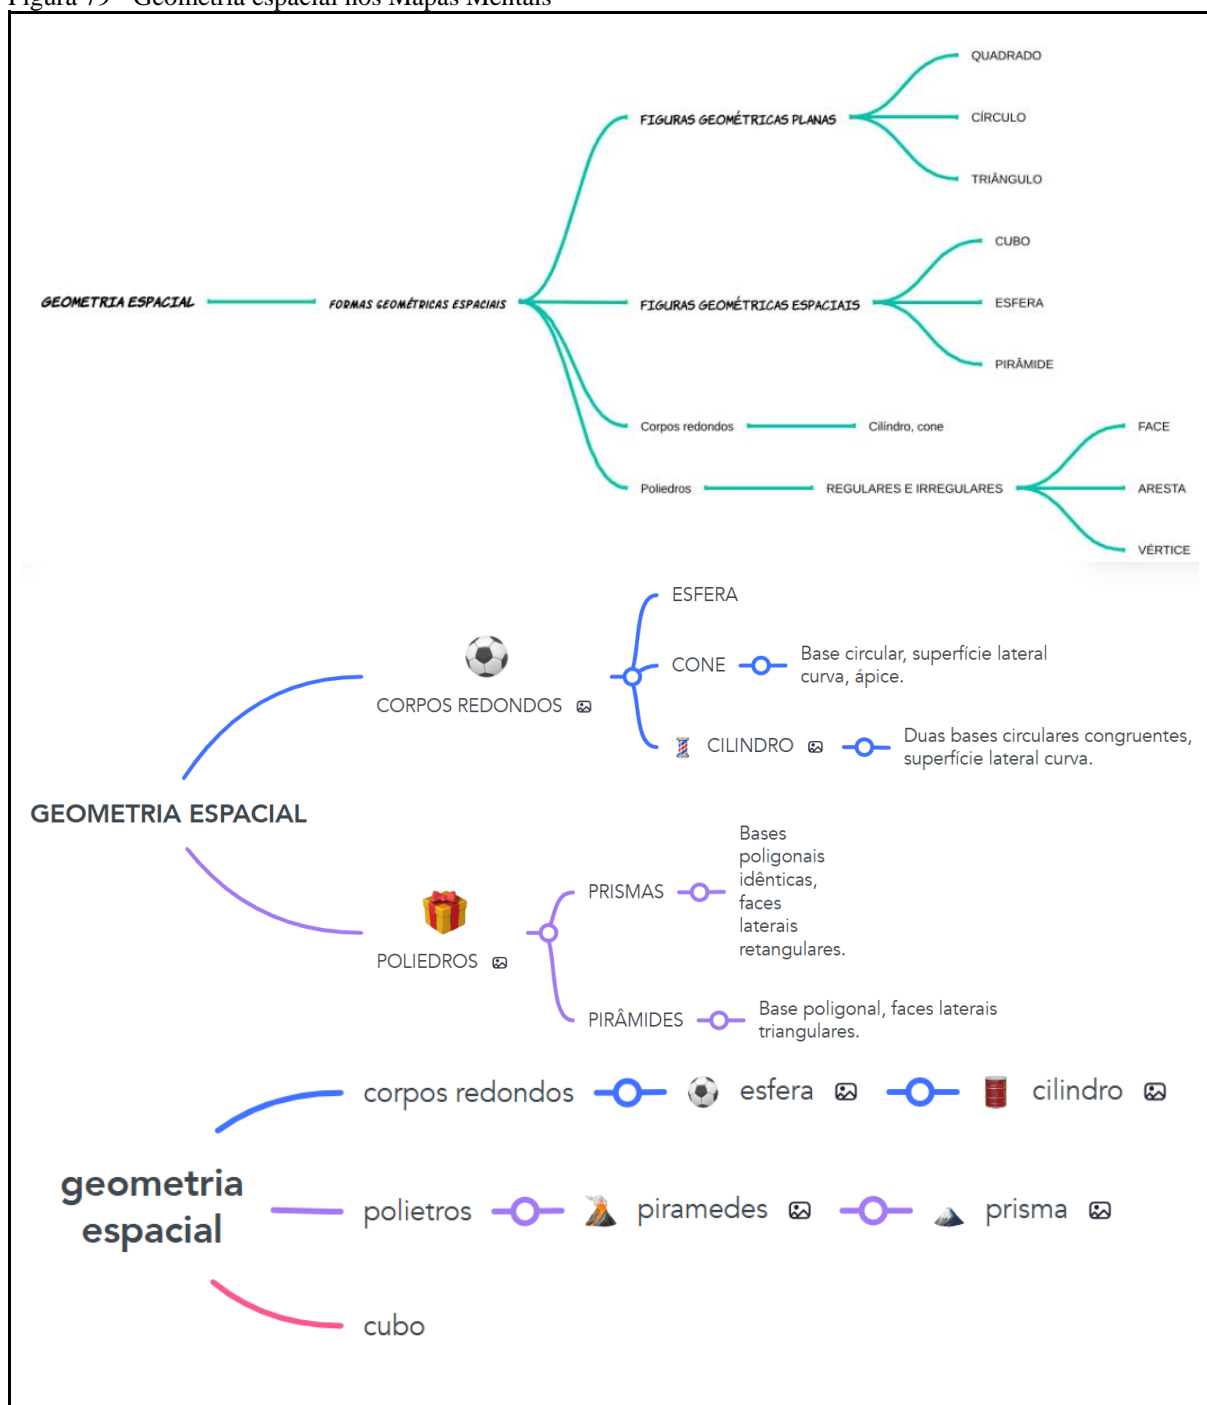 Figura 79 - Geometria espacial nos Mapas Mentais
QUADRADO
FIGURAS GEOMÉTRICAS PLANAS
CÍRCULO
TRIÂNGULO
CUBO
GEOMETRIA ESPACIAL
FORMAS GEOMÉTRICAS ESPACIAIS
FIGURAS GEOMÉTRICAS ESPACIAIS
ESFERA
PIRÂMIDE
Corpos redondos
Cilindro, cone
FACE
Poliedros
REGULARES E IRREGULARES
ARESTA
VÉRTICE
ESFERA
CORPOS REDONDOS
CONE
Base circular, superfície lateral
curva, ápice.
CILINDRO
Duas bases circulares congruentes,
superfície lateral curva.
GEOMETRIA ESPACIAL
POLIEDROS
PRISMAS
Bases
poligonais
idênticas,
faces
laterais
retangulares.
PIRÂMIDES
Base poligonal, faces laterais
triangulares.
corpos redondos
esfera
cilindro
geometria
espacial
polietros
piramedes
prisma
cubo